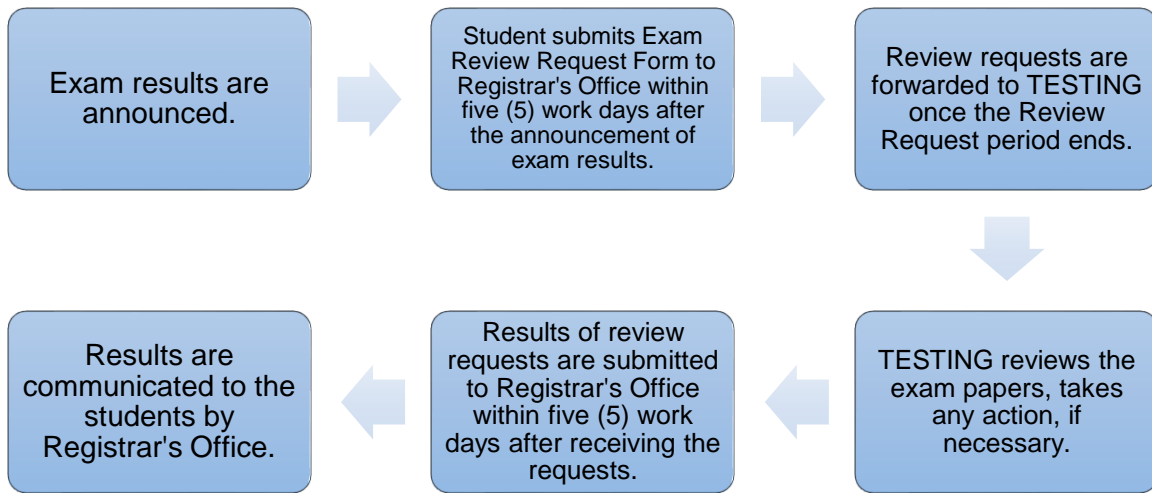 Exam results are
announced.
Student submits Exam
Review Request Form to
Registrar's Office within
five (5) work days after
the announcement of
exam results.
Review requests are
forwarded to TESTING
once the Review
Request period ends.
TESTING reviews the
exam papers, takes
any action, if
necessary.
Results of review
requests are submitted
to Registrar's Office
within five (5) work
days after receiving the
requests.
Results are
communicated to the
students by
Registrar's Office.